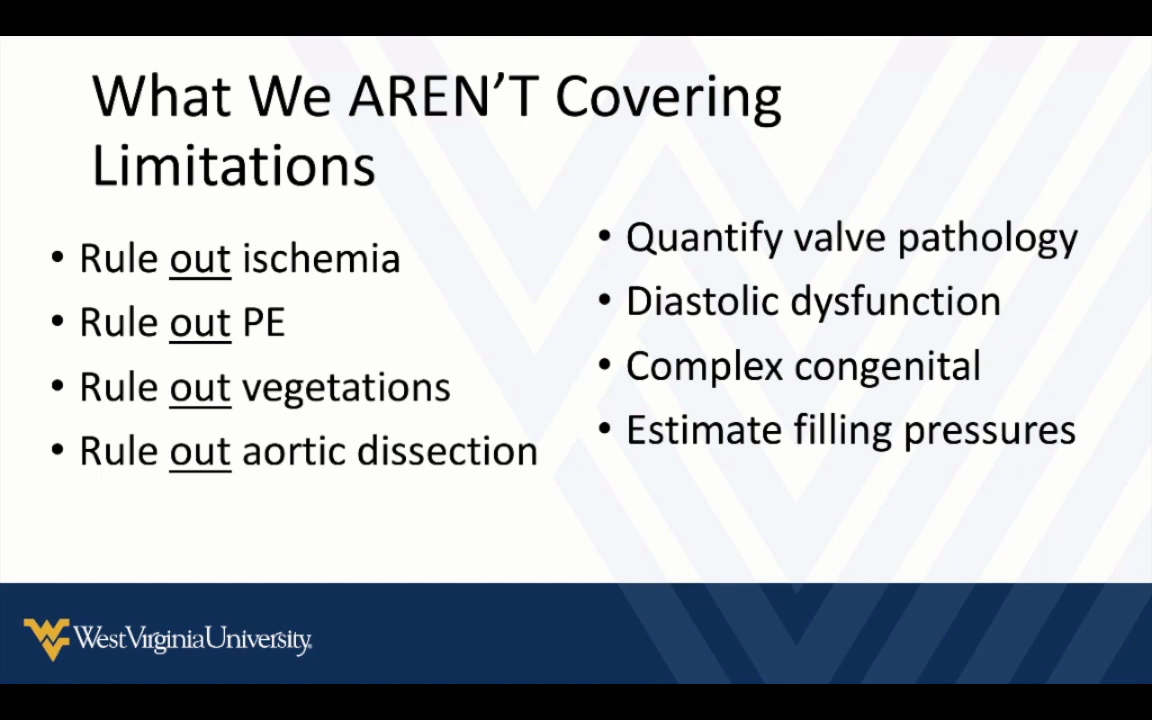 What We AREN’T Covering
Limitations
• Rule out ischemia
• Rule out PE
• Rule out vegetations
• Rule out aortic dissection
• Quantify valve pathology
• Diastolic dysfunction
• Complex congenital
• Estimate filling pressures
WestVirginiaUniversity.